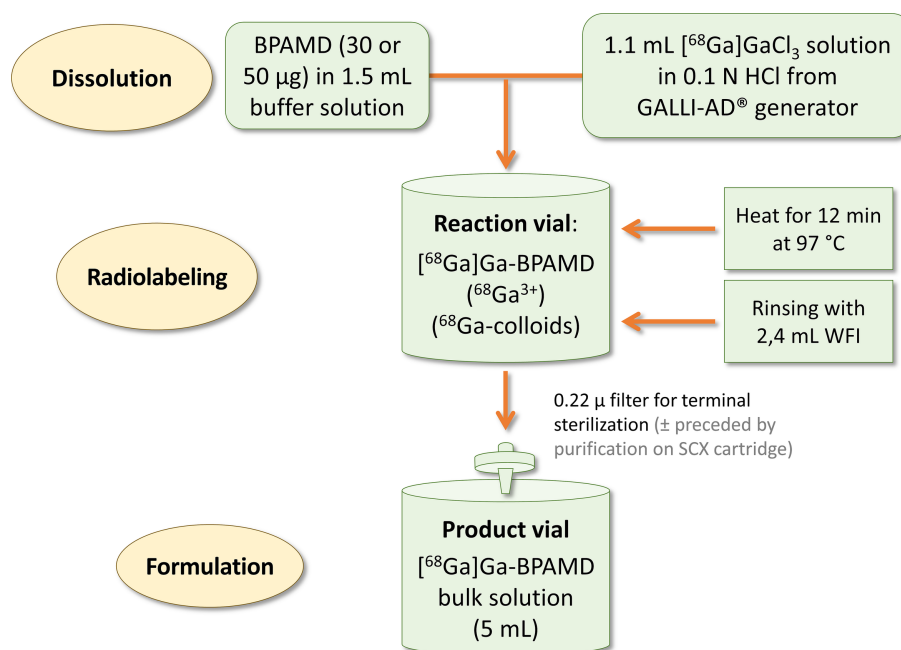 Dissolution
BPAMD (30 or
50 µg) in 1.5 mL
buffer solution
1.1 mL [⁶⁸Ga]GaCl₃ solution
in 0.1 N HCl from
GALLI-AD® generator
Radiolabeling
Reaction vial:
[⁶⁸Ga]Ga-BPAMD
(⁶⁸Ga³⁺)
(⁶⁸Ga-colloids)
Heat for 12 min
at 97 °C
Rinsing with
2,4 mL WFI
0.22 µ filter for terminal
sterilization (± preceded by
purification on SCX cartridge)
Formulation
Product vial
[⁶⁸Ga]Ga-BPAMD
bulk solution
(5 mL)